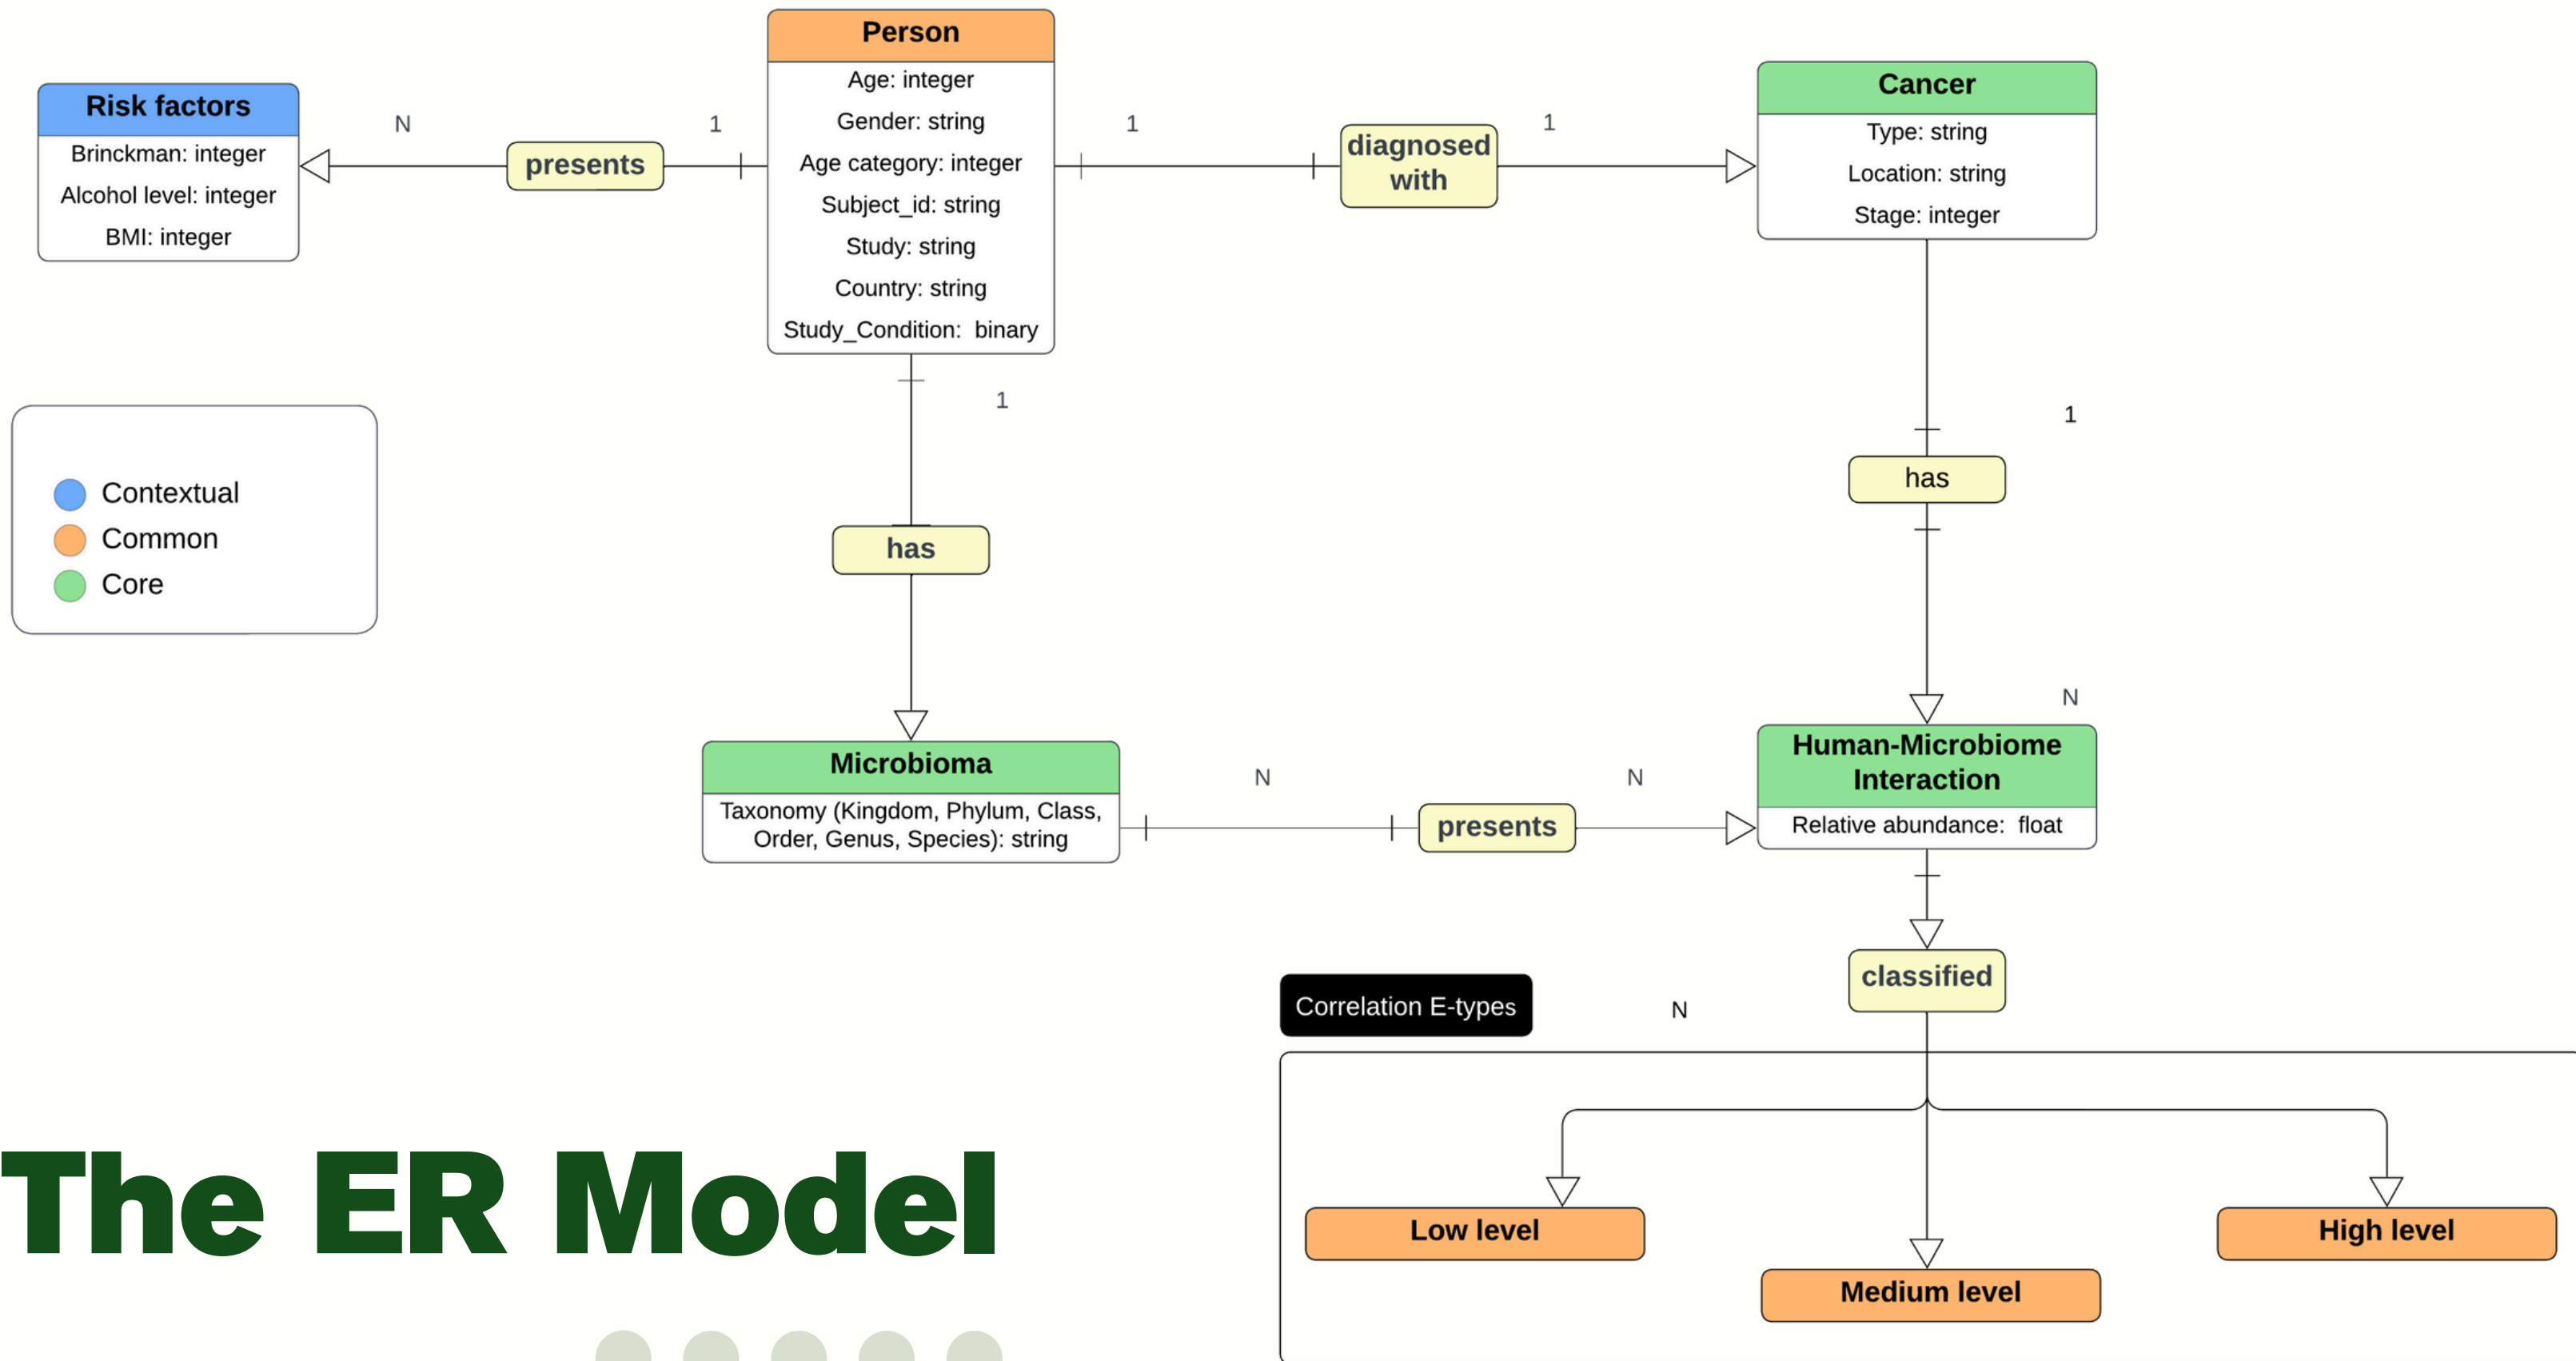 Person
Age: integer
Gender: string
Age category: integer
Subject_id: string
Study: string
Country: string
Study_Condition:  binary
Risk factors
Brinckman: integer
Alcohol level: integer
BMI: integer
N
presents
1
1
diagnosed
with
1
Cancer
Type: string
Location: string
Stage: integer
1
has
1
has
N
Contextual
Common
Core
Microbioma
Taxonomy (Kingdom, Phylum, Class,
Order, Genus, Species): string
N
presents
N
Human-Microbiome
Interaction
Relative abundance:  float
classified
Correlation E-types
N
Low level
Medium level
High level
The ER Model